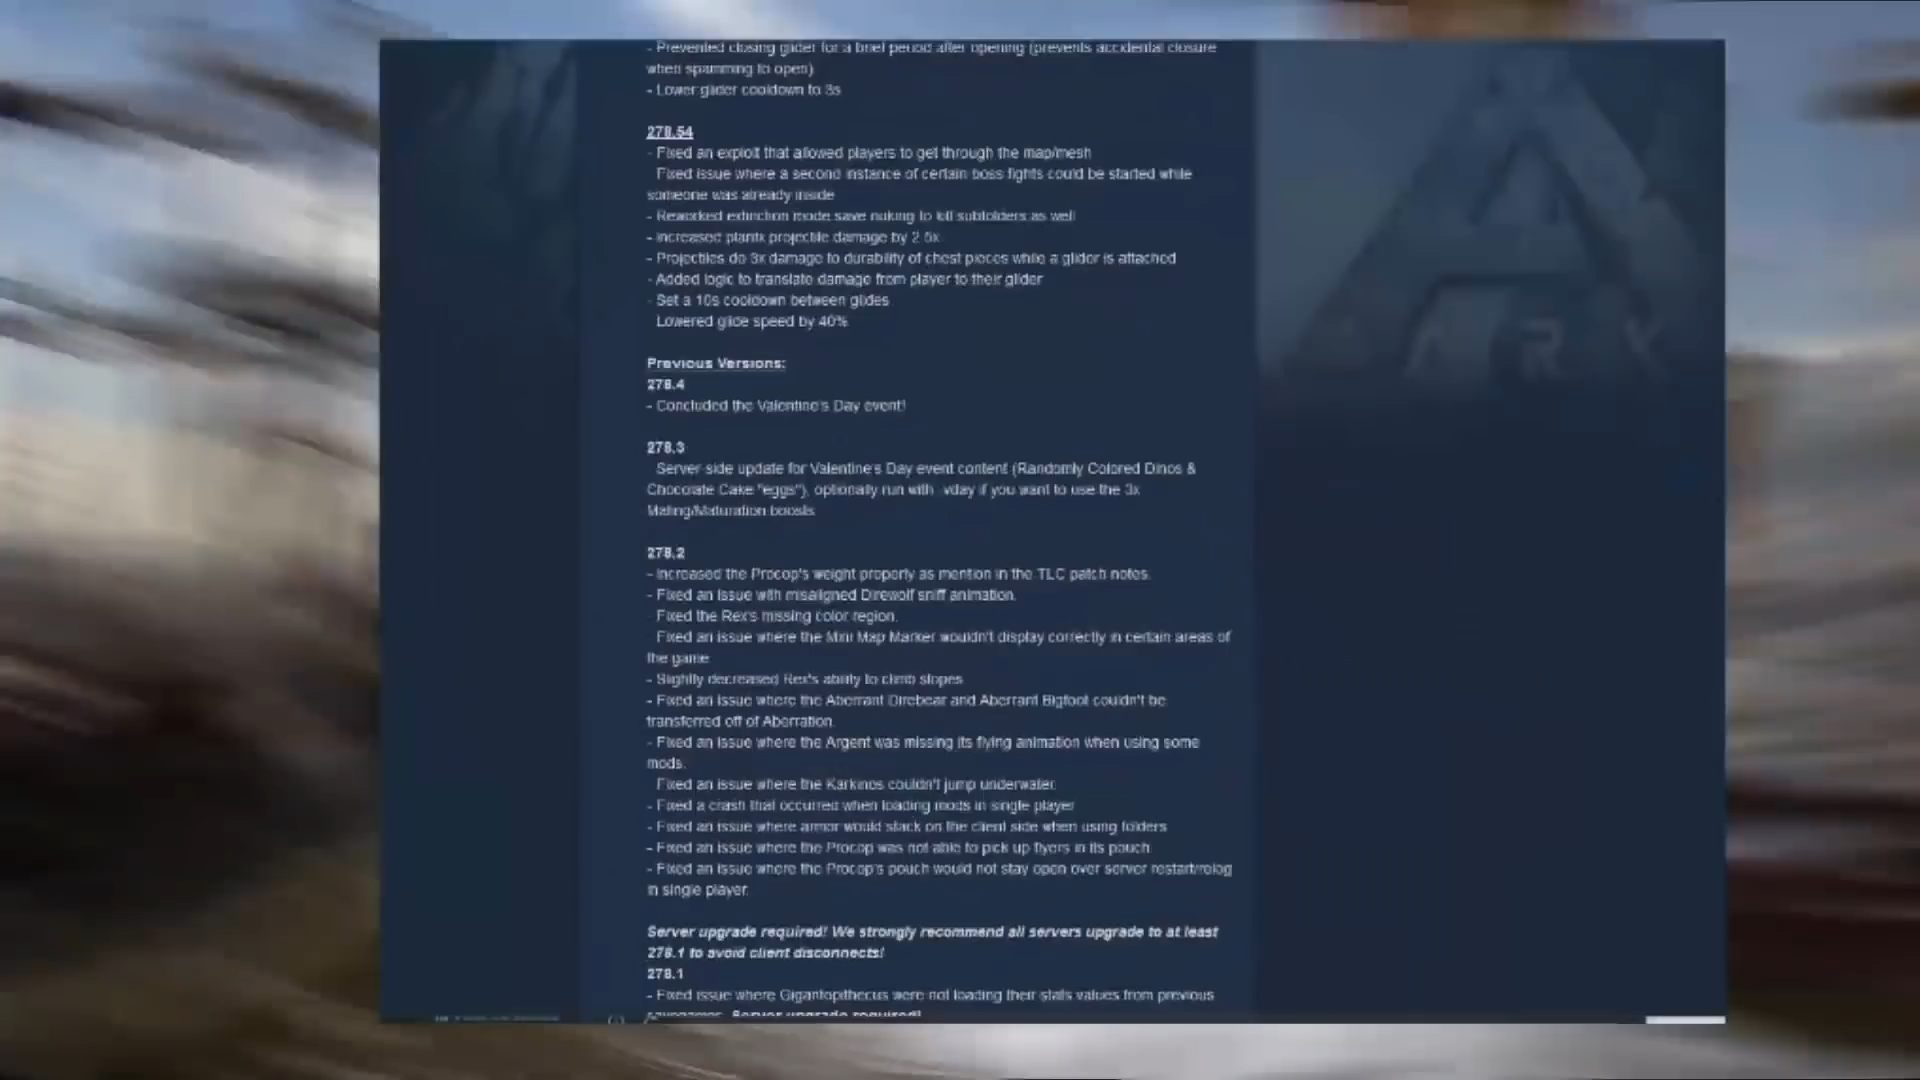 - Prevented closing glider for a brief period after opening (prevents accidental closure
when spamming to open)
- Lower glider cooldown to 3s
278.54
- Fixed an exploit that allowed players to get through the map/mesh
Fixed issue where a second instance of certain boss fights could be started while
someone was already inside
- Reworked extinction mode save nuking to kill subfolders as well
- Increased plantx projectile damage by 2.5x
- Projectiles do 3x damage to durability of chest pieces while a glider is attached
- Added logic to translate damage from player to their glider
- Set a 10s cooldown between glides
Lowered glide speed by 40%
Previous Versions:
278.4
- Concluded the Valentine's Day event!
278.3
Server side update for Valentine's Day event content (Randomly Colored Dinos &
Chocolate Cake "eggs"), optionally run with vday if you want to use the 3x
Mating/Maturation boosts
278.2
- Increased the Procop's weight properly as mention in the TLC patch notes.
- Fixed an issue with misaligned Direwolf sniff animation.
Fixed the Rex's missing color region.
Fixed an issue where the Mini Map Marker wouldn't display correctly in certain areas of
the game
- Slightly decreased Rex's ability to climb slopes
- Fixed an issue where the Aberrant Direbear and Aberrant Bigfoot couldn't be
transferred off of Aberration.
- Fixed an issue where the Argent was missing its flying animation when using some
mods.
Fixed an issue where the Karkinos couldn't jump underwater.
- Fixed a crash that occurred when loading mods in single player
- Fixed an issue where armor would stack on the client side when using folders
- Fixed an issue where the Procop was not able to pick up flyers in its pouch
- Fixed an issue where the Procop's pouch would not stay open over server restart/relog
in single player.
Server upgrade required! We strongly recommend all servers upgrade to at least
278.1 to avoid client disconnects!
278.1
- Fixed issue where Gigantopithecus were not loading their stats values from previous
savegames. Server upgrade required!
ARK